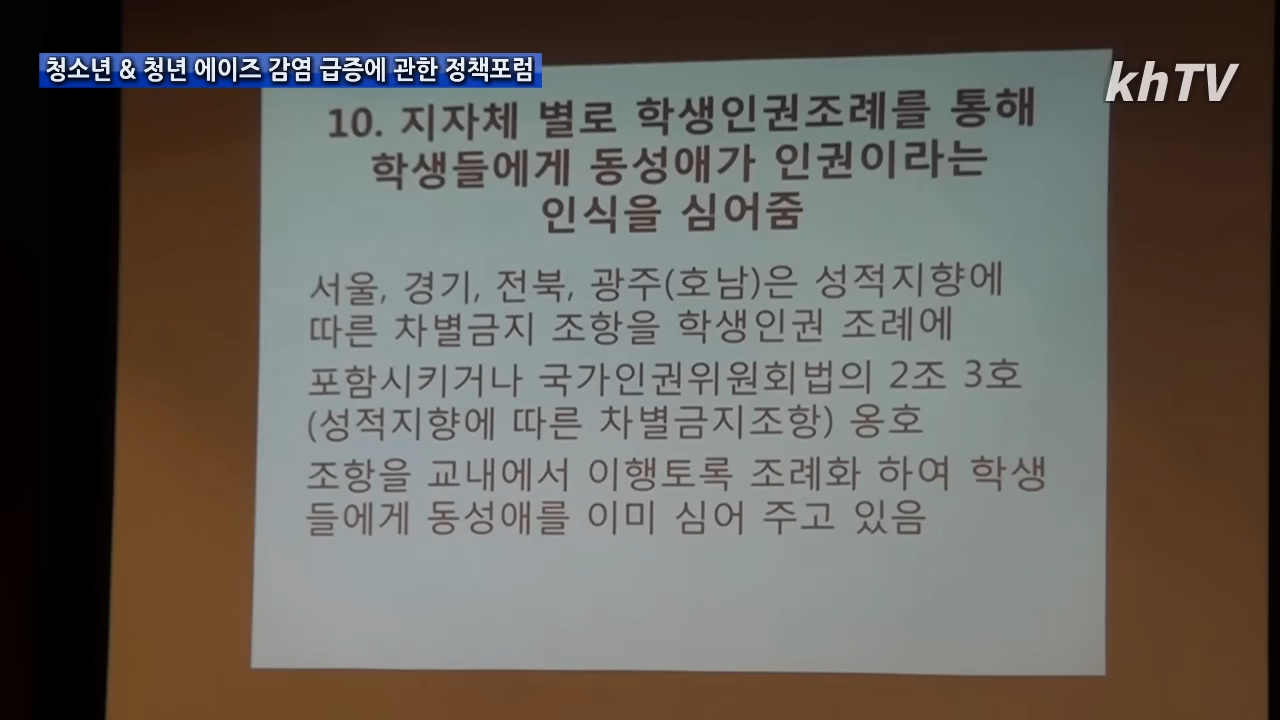 청소년 & 청년 에이즈 감염 급증에 관한 정책포럼
khTV
10. 지자체 별로 학생인권조례를 통해
학생들에게 동성애가 인권이라는
인식을 심어줌
서울, 경기, 전북, 광주(호남)은 성적지향에
따른 차별금지 조항을 학생인권 조례에
포함시키거나 국가인권위원회법의 2조 3호
(성적지향에 따른 차별금지조항) 옹호
조항을 교내에서 이행토록 조례화 하여 학생
들에게 동성애를 이미 심어 주고 있음